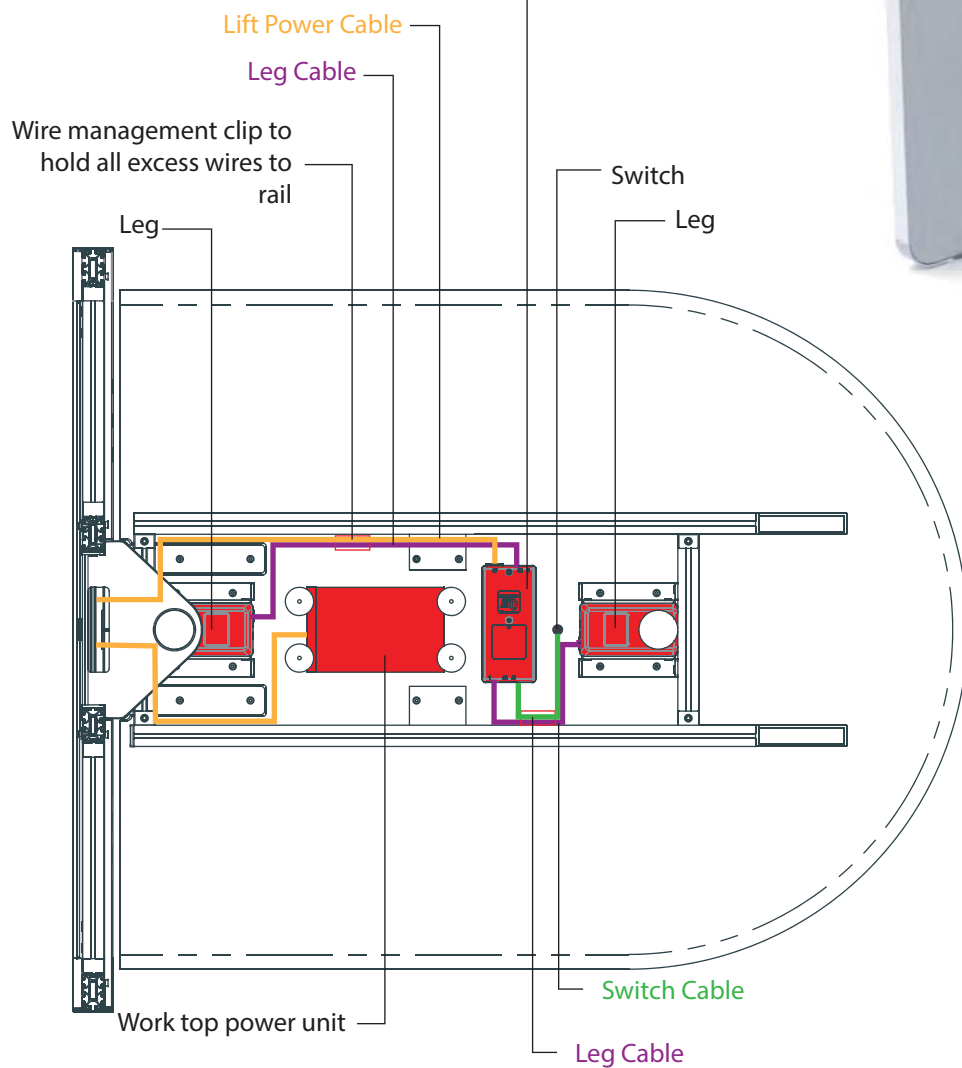 Lift Power Cable
Leg Cable
Wire management clip to
hold all excess wires to
rail
Switch
Leg
Leg
Switch Cable
Work top power unit
Leg Cable